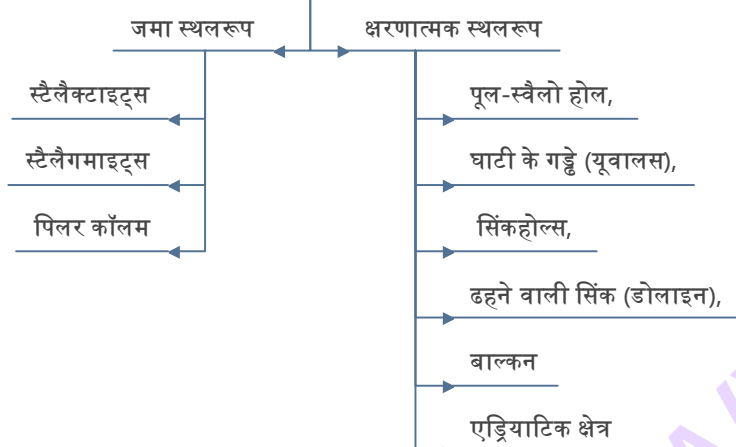 जमा स्थलरूप
क्षरणात्मक स्थलरूप
स्टैलैक्टाइट्स
स्टैलैगमाइट्स
पिलर कॉलम
पूल-स्वैलो होल,
घाटी के गड्ढे (यूवालस),
सिंकहोल्स,
ढहने वाली सिंक (डोलाइन),
बाल्कन
एड्रियाटिक क्षेत्र